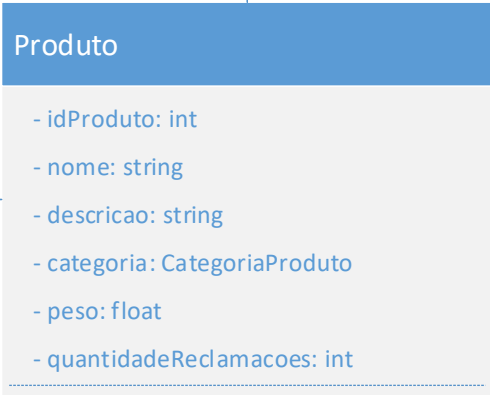 Produto
- idProduto: int
- nome: string
- descricao: string
- categoria: CategoriaProduto
- peso: float
- quantidadeReclamacoes: int